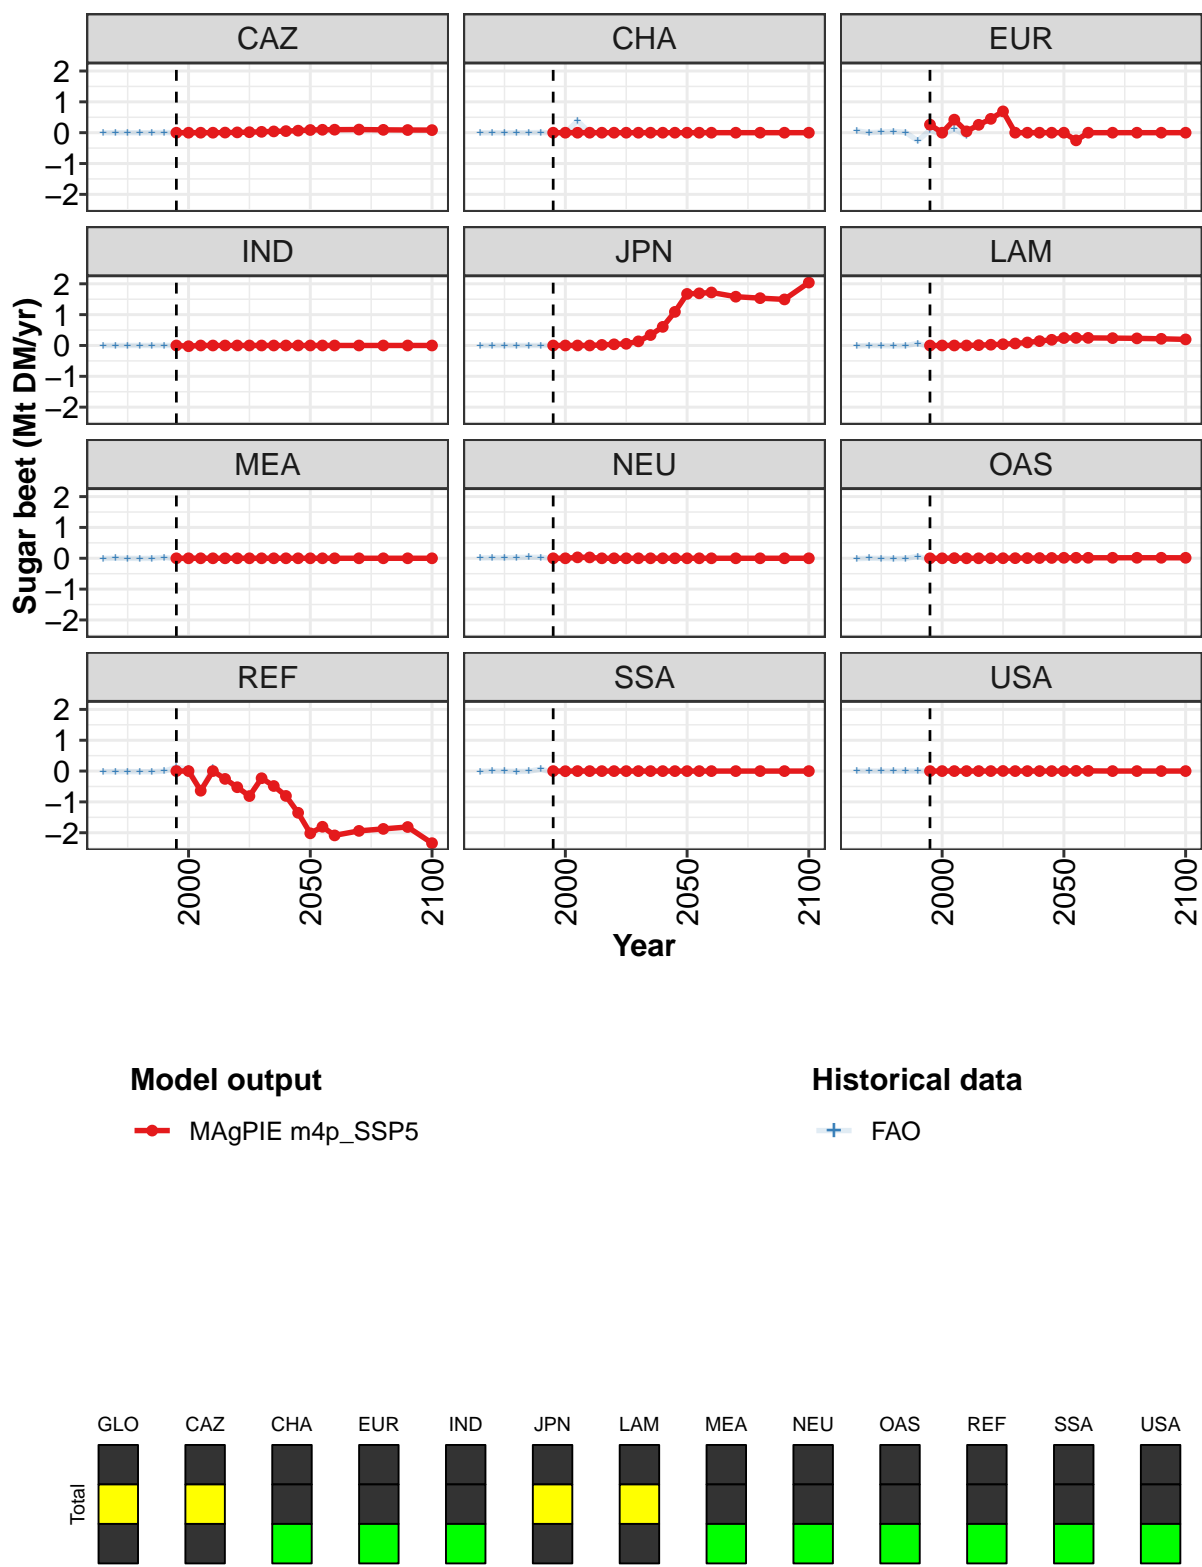 CAZ CHA EUR
2
1
0
−1
−2
IND JPN LAM
2
1
0
−1
−2
MEA NEU OAS
2
1
0
−1
−2
REF SSA USA
2
1
0
−1
−2
Sugar beet (Mt DM/yr)
2000 2050 2100 2000 2050 2100 2000 2050 2100
Year
Model output
MAgPIE m4p_SSP5
Historical data
FAO
GLO CAZ CHA EUR IND JPN LAM MEA NEU OAS REF SSA USA
Total